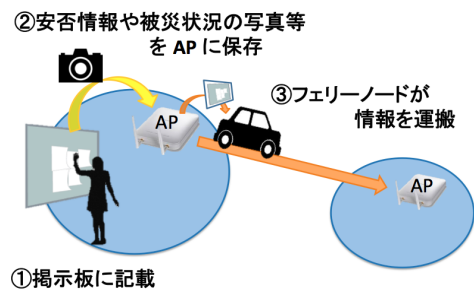 ②安否情報や被災状況の写真等
を AP に保存
AP
③フェリーノードが
情報を運搬
AP
①掲示板に記載